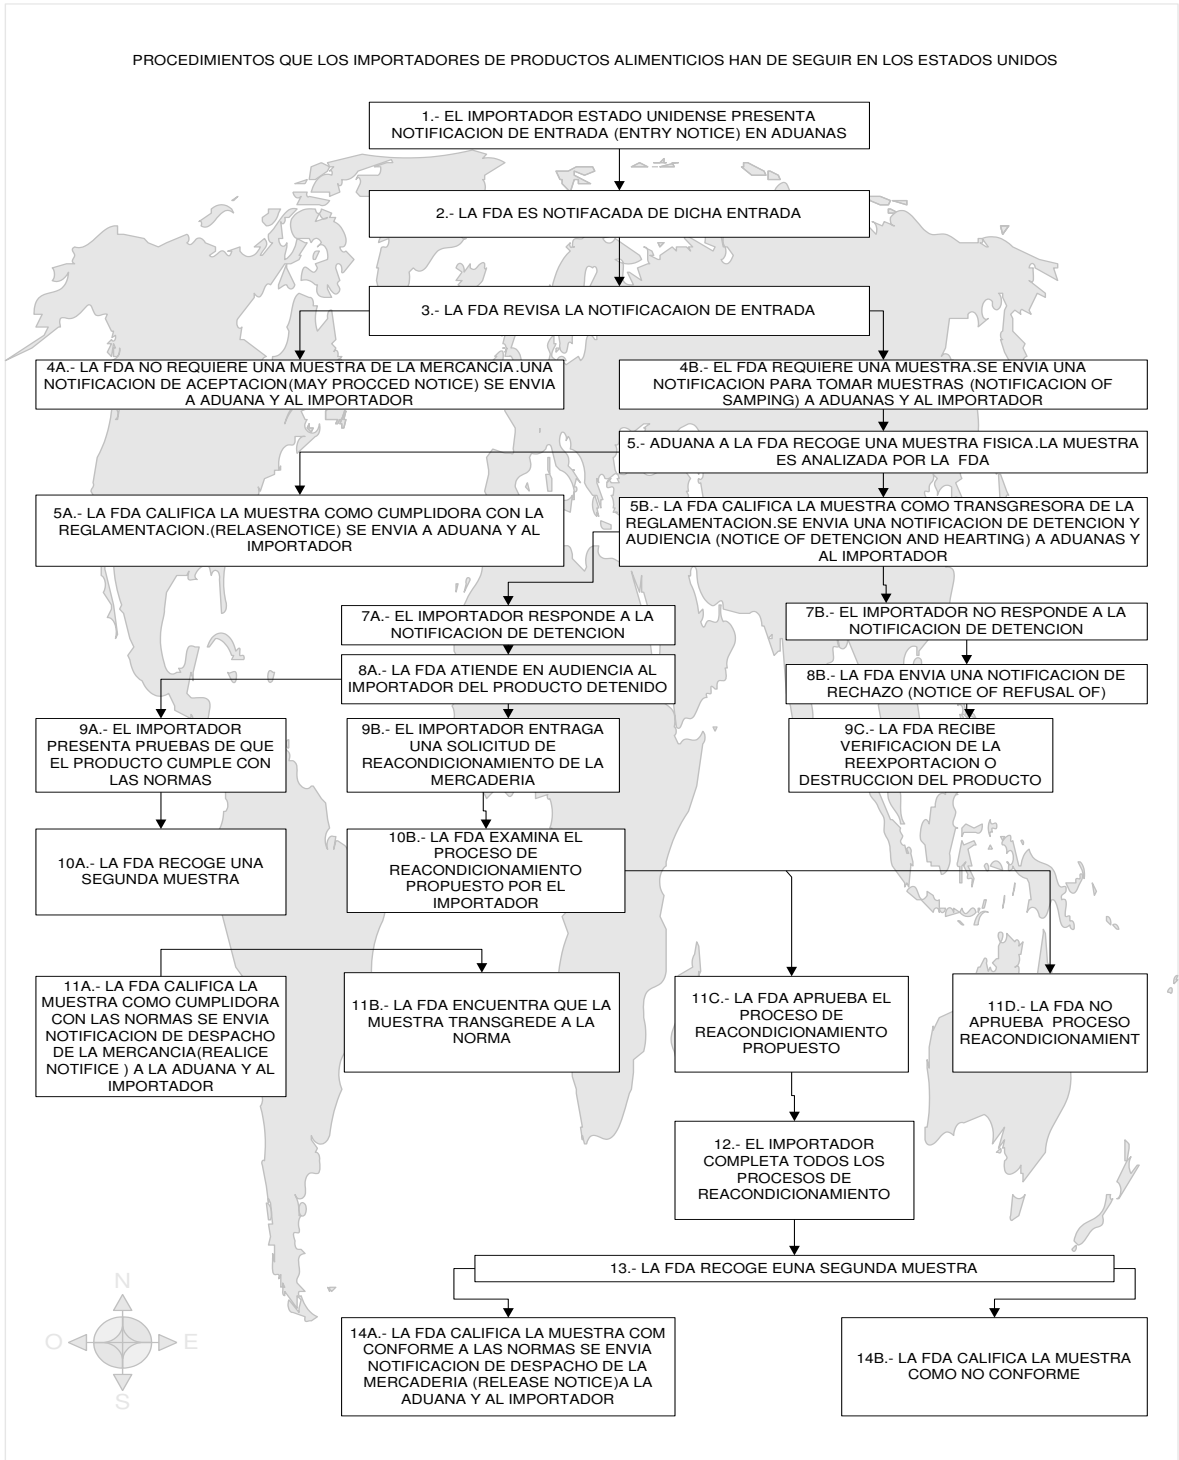 PROCEDIMIENTOS QUE LOS IMPORTADORES DE PRODUCTOS ALIMENTICIOS HAN DE SEGUIR EN LOS ESTADOS UNIDOS
1.- EL IMPORTADOR ESTADO UNIDENSE PRESENTA
NOTIFICACION DE ENTRADA (ENTRY NOTICE) EN ADUANAS
2.- LA FDA ES NOTIFACADA DE DICHA ENTRADA
3.- LA FDA REVISA LA NOTIFICACAION DE ENTRADA
4A.- LA FDA NO REQUIERE UNA MUESTRA DE LA MERCANCIA.UNA
NOTIFICACION DE ACEPTACION(MAY PROCCED NOTICE) SE ENVIA
A ADUANA Y AL IMPORTADOR
4B.- EL FDA REQUIERE UNA MUESTRA.SE ENVIA UNA
NOTIFICACION PARA TOMAR MUESTRAS (NOTIFICACION OF
SAMPING) A ADUANAS Y AL IMPORTADOR
5.- ADUANA A LA FDA RECOGE UNA MUESTRA FISICA.LA MUESTRA
ES ANALIZADA POR LA FDA
5A.- LA FDA CALIFICA LA MUESTRA COMO CUMPLIDORA CON LA
REGLAMENTACION.(RELASENOTICE) SE ENVIA A ADUANA Y AL
IMPORTADOR
5B.- LA FDA CALIFICA LA MUESTRA COMO TRANSGRESORA DE LA
REGLAMENTACION.SE ENVIA UNA NOTIFICACION DE DETENCION Y
AUDIENCIA (NOTICE OF DETENCION AND HEARTING) A ADUANAS Y
AL IMPORTADOR
7A.- EL IMPORTADOR RESPONDE A LA
NOTIFICACION DE DETENCION
7B.- EL IMPORTADOR NO RESPONDE A LA
NOTIFICACION DE DETENCION
8A.- LA FDA ATIENDE EN AUDIENCIA AL
IMPORTADOR DEL PRODUCTO DETENIDO
8B.- LA FDA ENVIA UNA NOTIFICACION DE
RECHAZO (NOTICE OF REFUSAL OF)
9A.- EL IMPORTADOR
PRESENTA PRUEBAS DE QUE
EL PRODUCTO CUMPLE CON
LAS NORMAS
9B.- EL IMPORTADOR ENTRAGA
UNA SOLICITUD DE
REACONDICIONAMIENTO DE LA
MERCADERIA
9C.- LA FDA RECIBE
VERIFICACION DE LA
REEXPORTACION O
DESTRUCCION DEL PRODUCTO
10A.- LA FDA RECOGE UNA
SEGUNDA MUESTRA
10B.- LA FDA EXAMINA EL
PROCESO DE
REACONDICIONAMIENTO
PROPUESTO POR EL
IMPORTADOR
11A.- LA FDA CALIFICA LA
MUESTRA COMO CUMPLIDORA
CON LAS NORMAS SE ENVIA
NOTIFICACION DE DESPACHO
DE LA MERCANCIA(REALICE
NOTIFICE ) A LA ADUANA Y AL
IMPORTADOR
11B.- LA FDA ENCUENTRA QUE LA
MUESTRA TRANSGREDE A LA
NORMA
11C.- LA FDA APRUEBA EL
PROCESO DE
REACONDICIONAMIENTO
PROPUESTO
11D.- LA FDA NO
APRUEBA PROCESO
REACONDICIONAMIENT
12.- EL IMPORTADOR
COMPLETA TODOS LOS
PROCESOS DE
REACONDICIONAMIENTO
13.- LA FDA RECOGE EUNA SEGUNDA MUESTRA
14A.- LA FDA CALIFICA LA MUESTRA COM
CONFORME A LAS NORMAS SE ENVIA
NOTIFICACION DE DESPACHO DE LA
MERCADERIA (RELEASE NOTICE)A LA
ADUANA Y AL IMPORTADOR
14B.- LA FDA CALIFICA LA MUESTRA
COMO NO CONFORME
N
O E
S